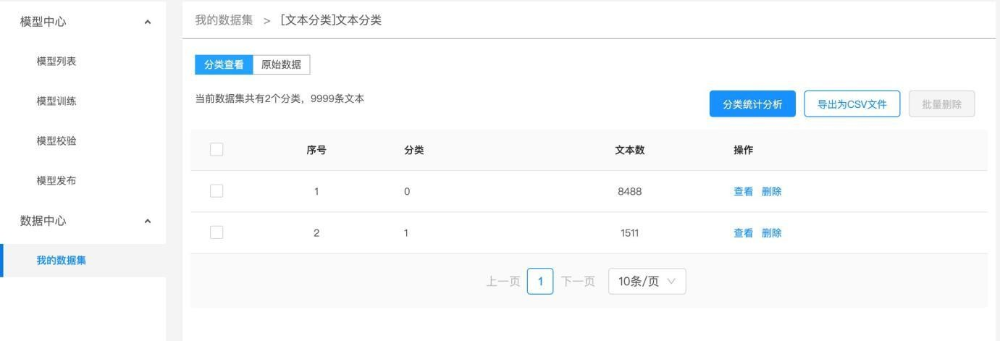 模型中心
模型列表
模型训练
模型校验
模型发布
数据中心
我的数据集
我的数据集 > [文本分类]文本分类
分类查看 原始数据
当前数据集共有2个分类，9999条文本
分类统计分析 导出为CSV文件 批量删除
序号 分类 文本数 操作
1 0 8488 查看 删除
2 1 1511 查看 删除
上一页 1 下一页 10条/页